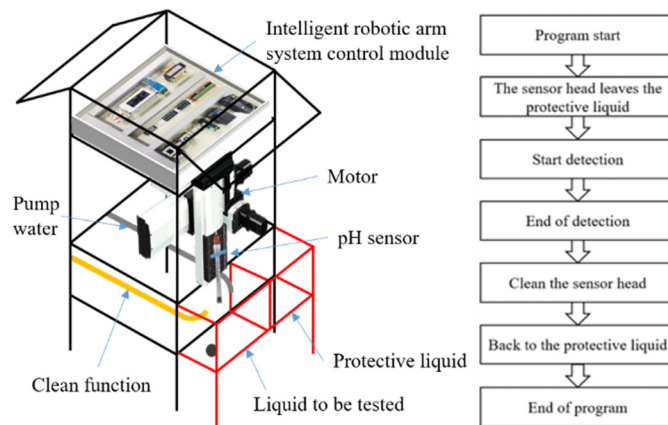 Intelligent robotic arm
system control module
Motor
Pump
water
pH sensor
Protective liquid
Clean function
Liquid to be tested
Program start
The sensor head leaves the
protective liquid
Start detection
End of detection
Clean the sensor head
Back to the protective liquid
End of program